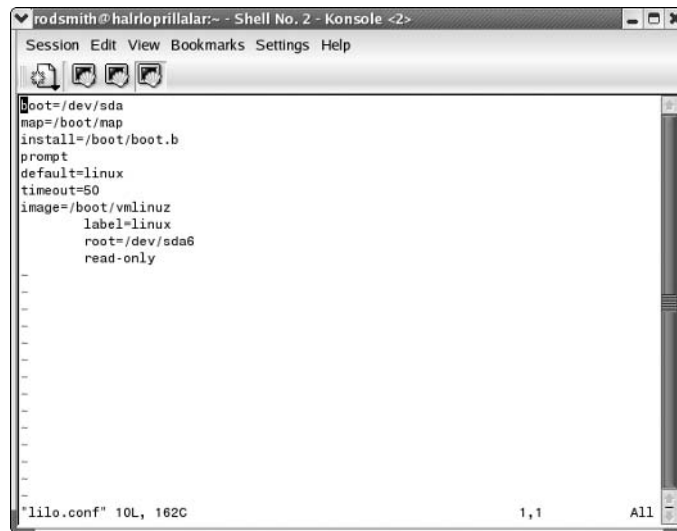 rodsmith@halrloprillalar:~ - Shell No. 2 - Konsole <2>
Session Edit View Bookmarks Settings Help
boot=/dev/sda
map=/boot/map
install=/boot/boot.b
prompt
default=linux
timeout=50
image=/boot/vmlinuz
        label=linux
        root=/dev/sda6
        read-only
~
~
~
~
~
~
~
~
~
~
~
~
~
~
"lilo.conf" 10L, 162C 1,1 All